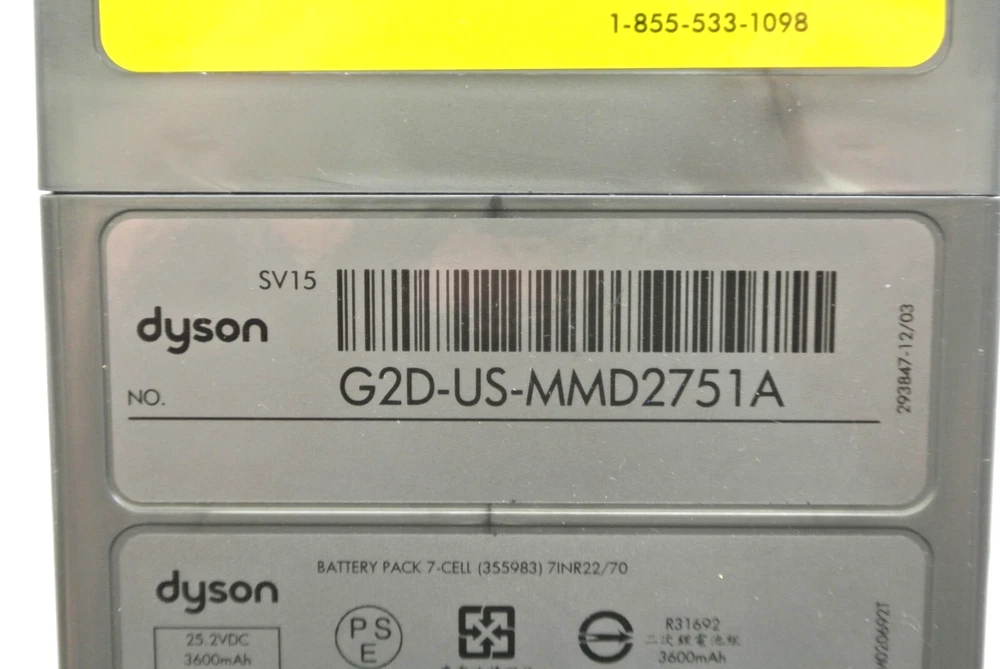 1-855-533-1098
SV15
dyson
NO.
G2D-US-MMD2751A
293847-12/03
dyson
BATTERY PACK 7-CELL (355983) 7INR22/70
25.2VDC
3600mAh
PS
E
R31692
二次鋰電池組
3600mAh